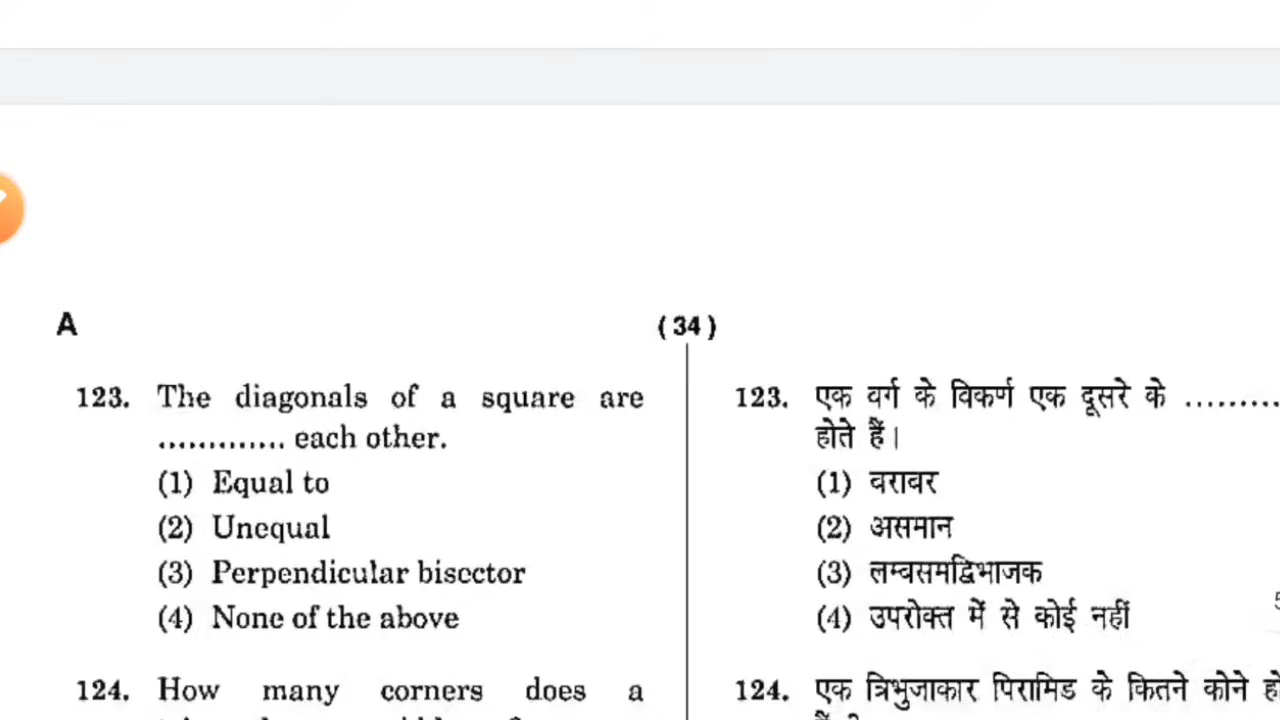 A
( 34 )
123. The diagonals of a square are
............. each other.
(1) Equal to
(2) Unequal
(3) Perpendicular bisector
(4) None of the above
124. How many corners does a
123. एक वर्ग के विकर्ण एक दूसरे के .........
होते हैं।
(1) बराबर
(2) असमान
(3) लम्बसमद्विभाजक
(4) उपरोक्त में से कोई नहीं
124. एक त्रिभुजाकार पिरामिड के कितने कोने